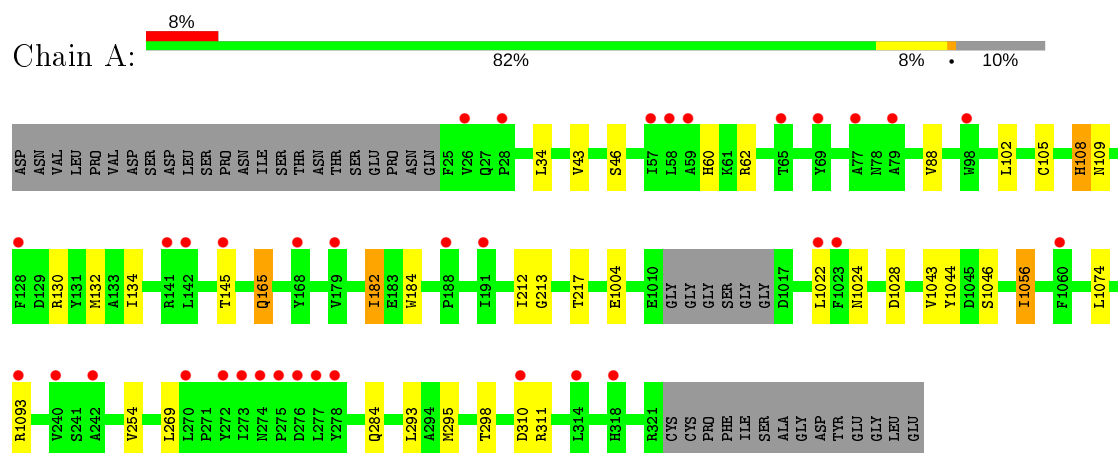 8%
Chain A:
82% 8% • 10%
ASP ASN VAL LEU PRO VAL ASP SER ASP LEU SER PRO ASN ILE SER THR ASN THR SER GLU PRO ASN GLN F25 V26 Q27 P28 L34 V43 S46 I57 L58 A59 H60 K61 R62 T65 Y69 A77 N78 A79 V88 W98 L102 C105 H108 N109
F128 D129 R130 Y131 M132 A133 I134 R141 L142 T145 Q165 Y168 V179 I182 E183 W184 P188 I191 I212 G213 T217 E1004 E1010 GLY GLY GLY SER GLY GLY D1017 L1022 F1023 N1024 D1028 V1043 Y1044 D1045 S1046 I1056 F1060 L1074
R1093 V240 S241 A242 V254 L269 L270 P271 Y272 I273 N274 P275 D276 L277 Y278 Q284 L293 A294 M295 T298 D310 R311 L314 H318 R321 CYS CYS PRO PHE ILE SER ALA GLY ASP TYR GLU GLY LEU GLU